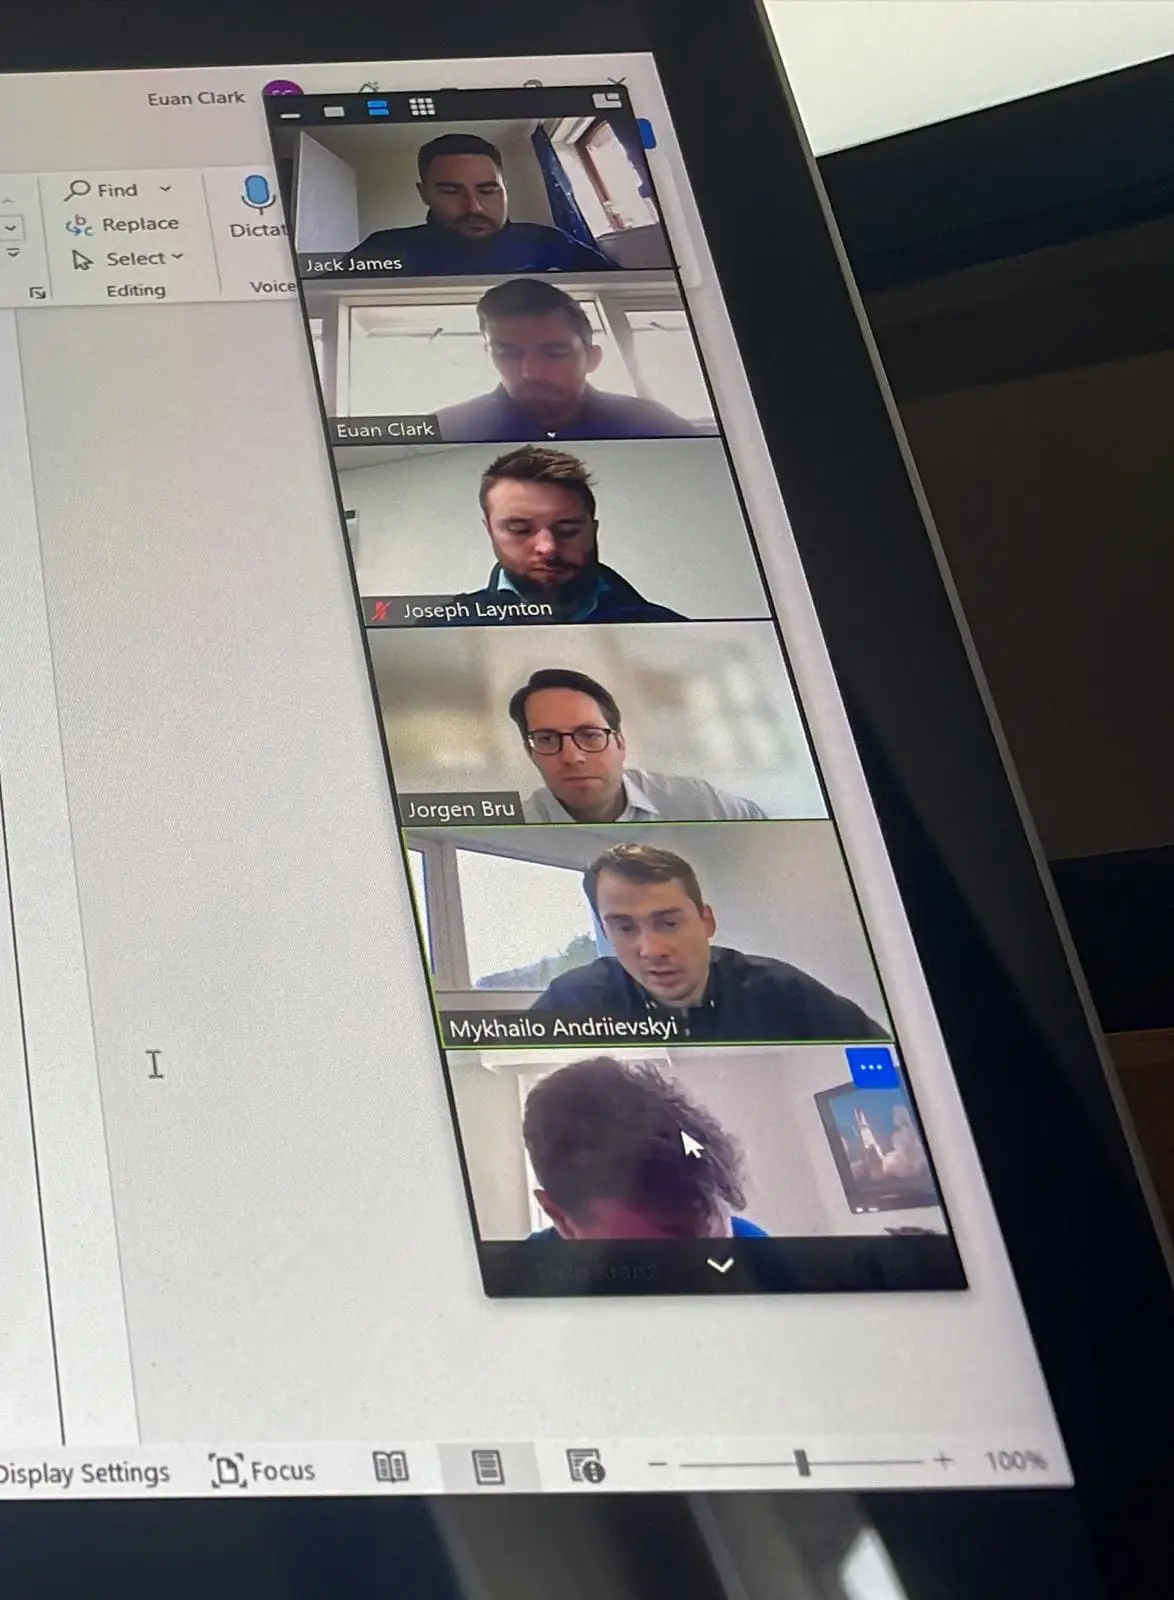 Euan Clark
Find
Replace
Select
Editing
Dictat
Voice
Jack James
Euan Clark
Joseph Laynton
Jorgen Bru
Mykhailo Andriievskyi
Display Settings
Focus
100%